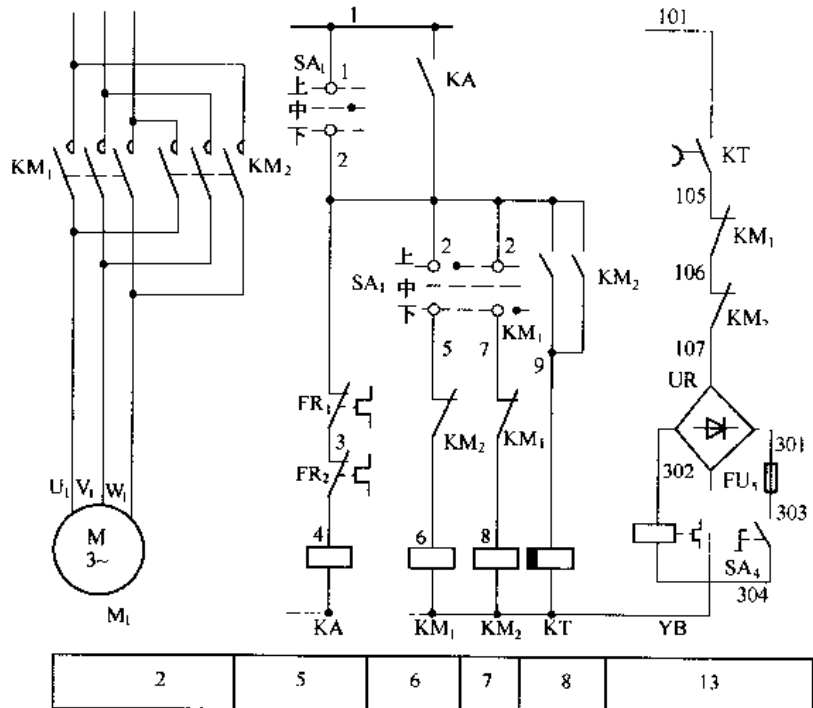 1
101
SA₁
1
上
中
下
KA
2
KM₁
KM₂
KT
105
KM₁
106
2
2
上
SA₁
中
下
KM₁
KM₂
5
7
9
KM₂
107
UR
FR₁
3
FR₂
KM₂
KM₁
302
301
FU₅
303
U₁
V₁
W₁
M
3~
M₁
4
6
8
SA₄
304
KA
KM₁
KM₂
KT
YB
2
5
6
7
8
13